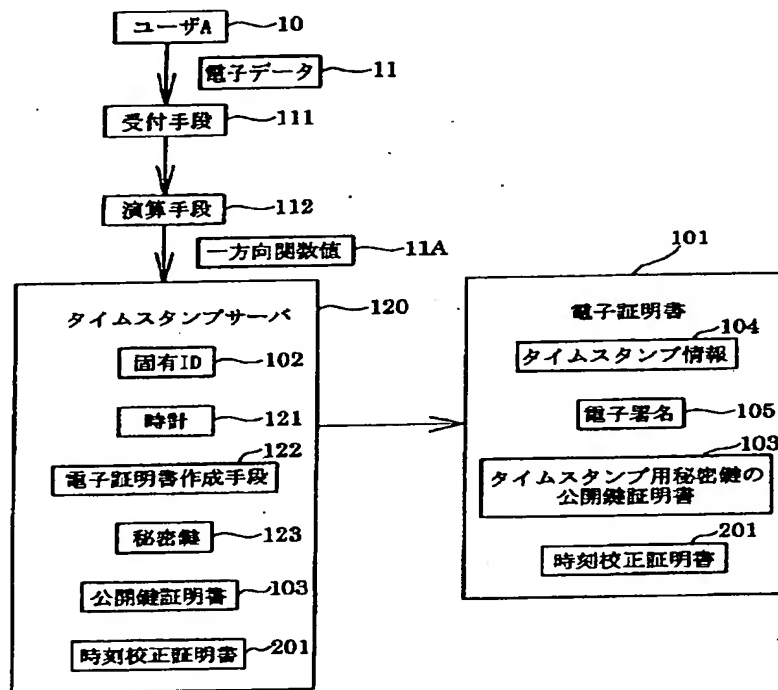 ユーザA 10
電子データ 11
受付手段 111
演算手段 112
一方向関数値 11A
タイムスタンプサーバ 120
固有ID 102
時計 121
122
電子証明書作成手段
秘密鍵 123
公開鍵証明書 103
時刻校正証明書 201
101
電子証明書
104
タイムスタンプ情報
電子署名 105
103
タイムスタンプ用秘密鍵の
公開鍵証明書
201
時刻校正証明書